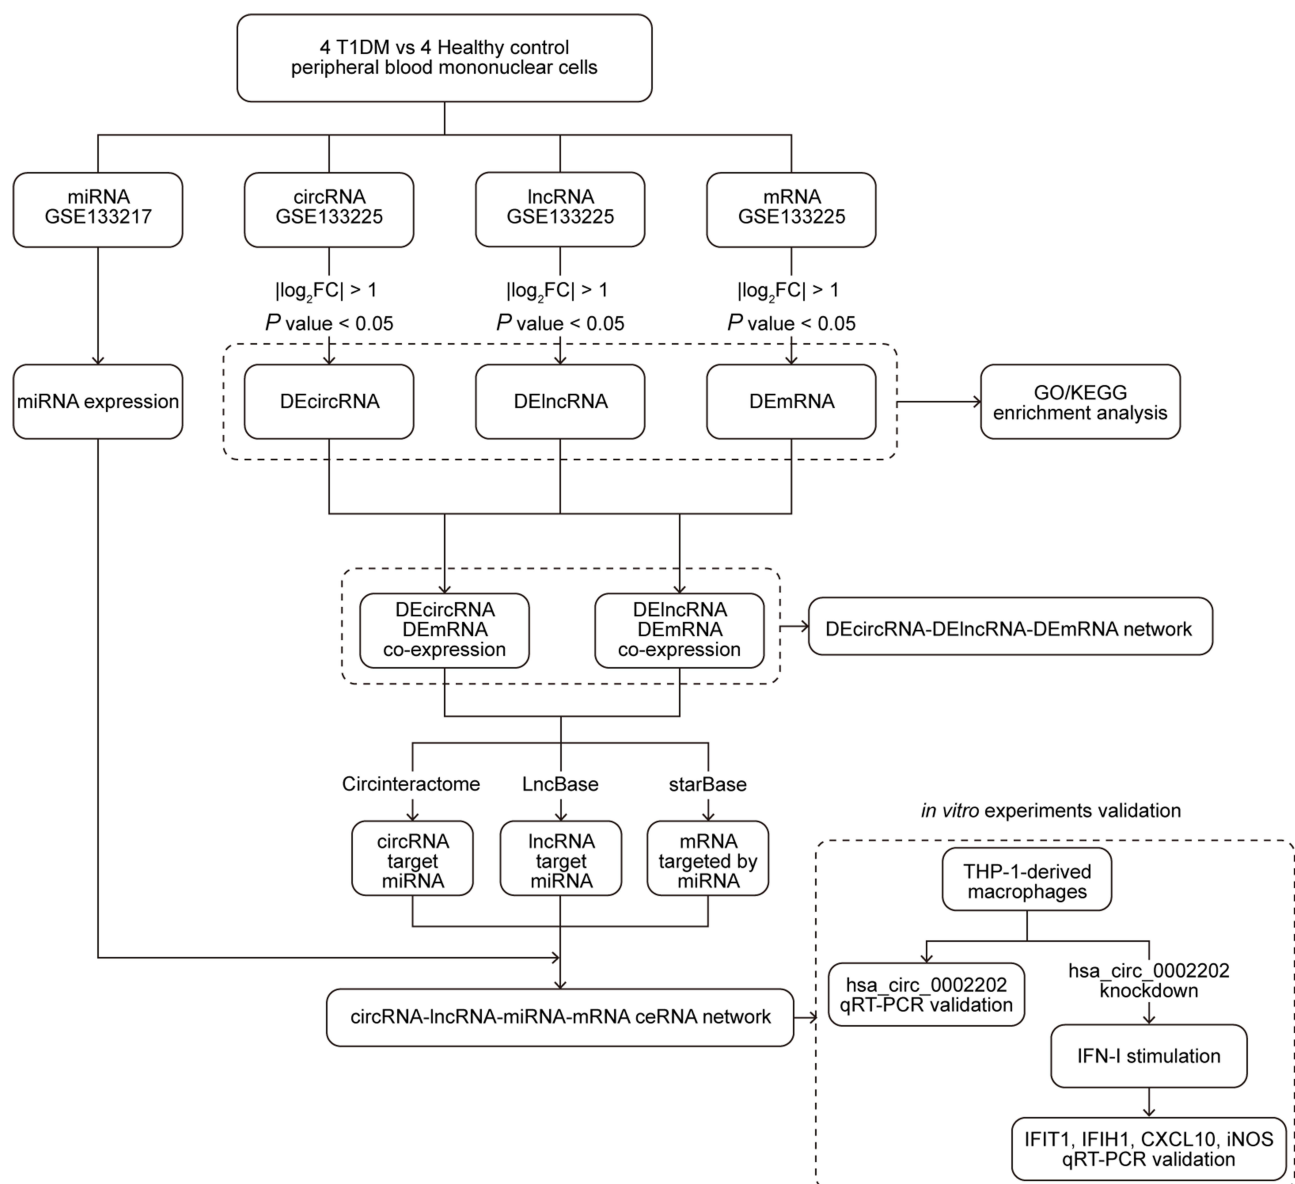 4 T1DM vs 4 Healthy control
peripheral blood mononuclear cells
miRNA
GSE133217
circRNA
GSE133225
lncRNA
GSE133225
mRNA
GSE133225
|log₂FC| > 1
P value < 0.05
|log₂FC| > 1
P value < 0.05
|log₂FC| > 1
P value < 0.05
miRNA expression
DEcircRNA
DElncRNA
DEmRNA
GO/KEGG
enrichment analysis
DEcircRNA
DEmRNA
co-expression
DElncRNA
DEmRNA
co-expression
DEcircRNA-DElncRNA-DEmRNA network
Circinteractome
LncBase
starBase
circRNA
target
miRNA
lncRNA
target
miRNA
mRNA
targeted by
miRNA
circRNA-lncRNA-miRNA-mRNA ceRNA network
in vitro experiments validation
THP-1-derived
macrophages
hsa_circ_0002202
qRT-PCR validation
hsa_circ_0002202
knockdown
IFN-I stimulation
IFIT1, IFIH1, CXCL10, iNOS
qRT-PCR validation